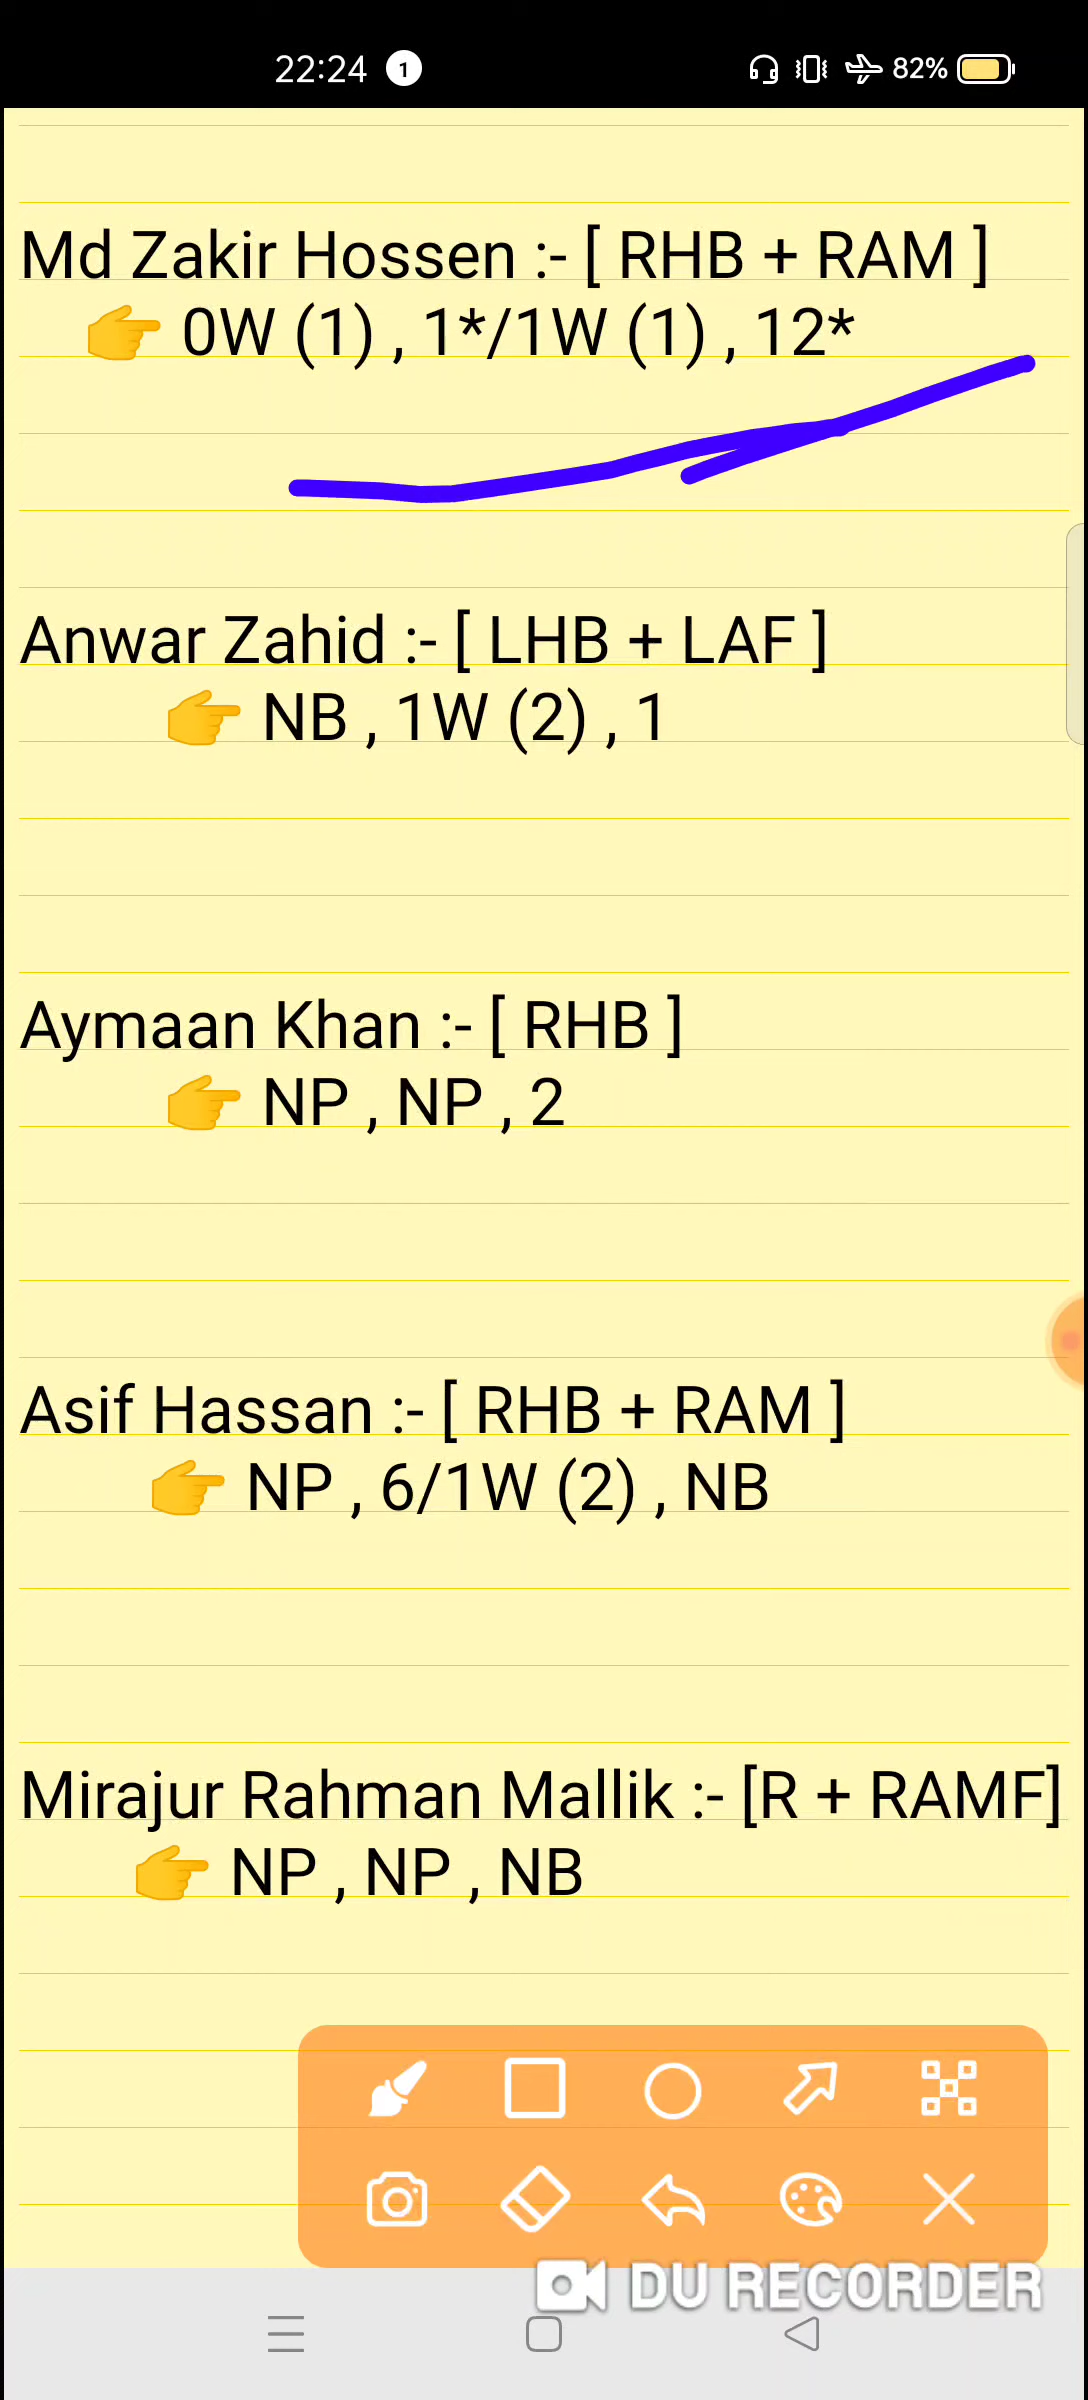 22:24 1 82%
Md Zakir Hossen :- [ RHB + RAM ]
👉 0W (1) , 1*/1W (1) , 12*
Anwar Zahid :- [ LHB + LAF ]
👉 NB , 1W (2) , 1
Aymaan Khan :- [ RHB ]
👉 NP , NP , 2
Asif Hassan :- [ RHB + RAM ]
👉 NP , 6/1W (2) , NB
Mirajur Rahman Mallik :- [R + RAMF]
👉 NP , NP , NB
DU RECORDER